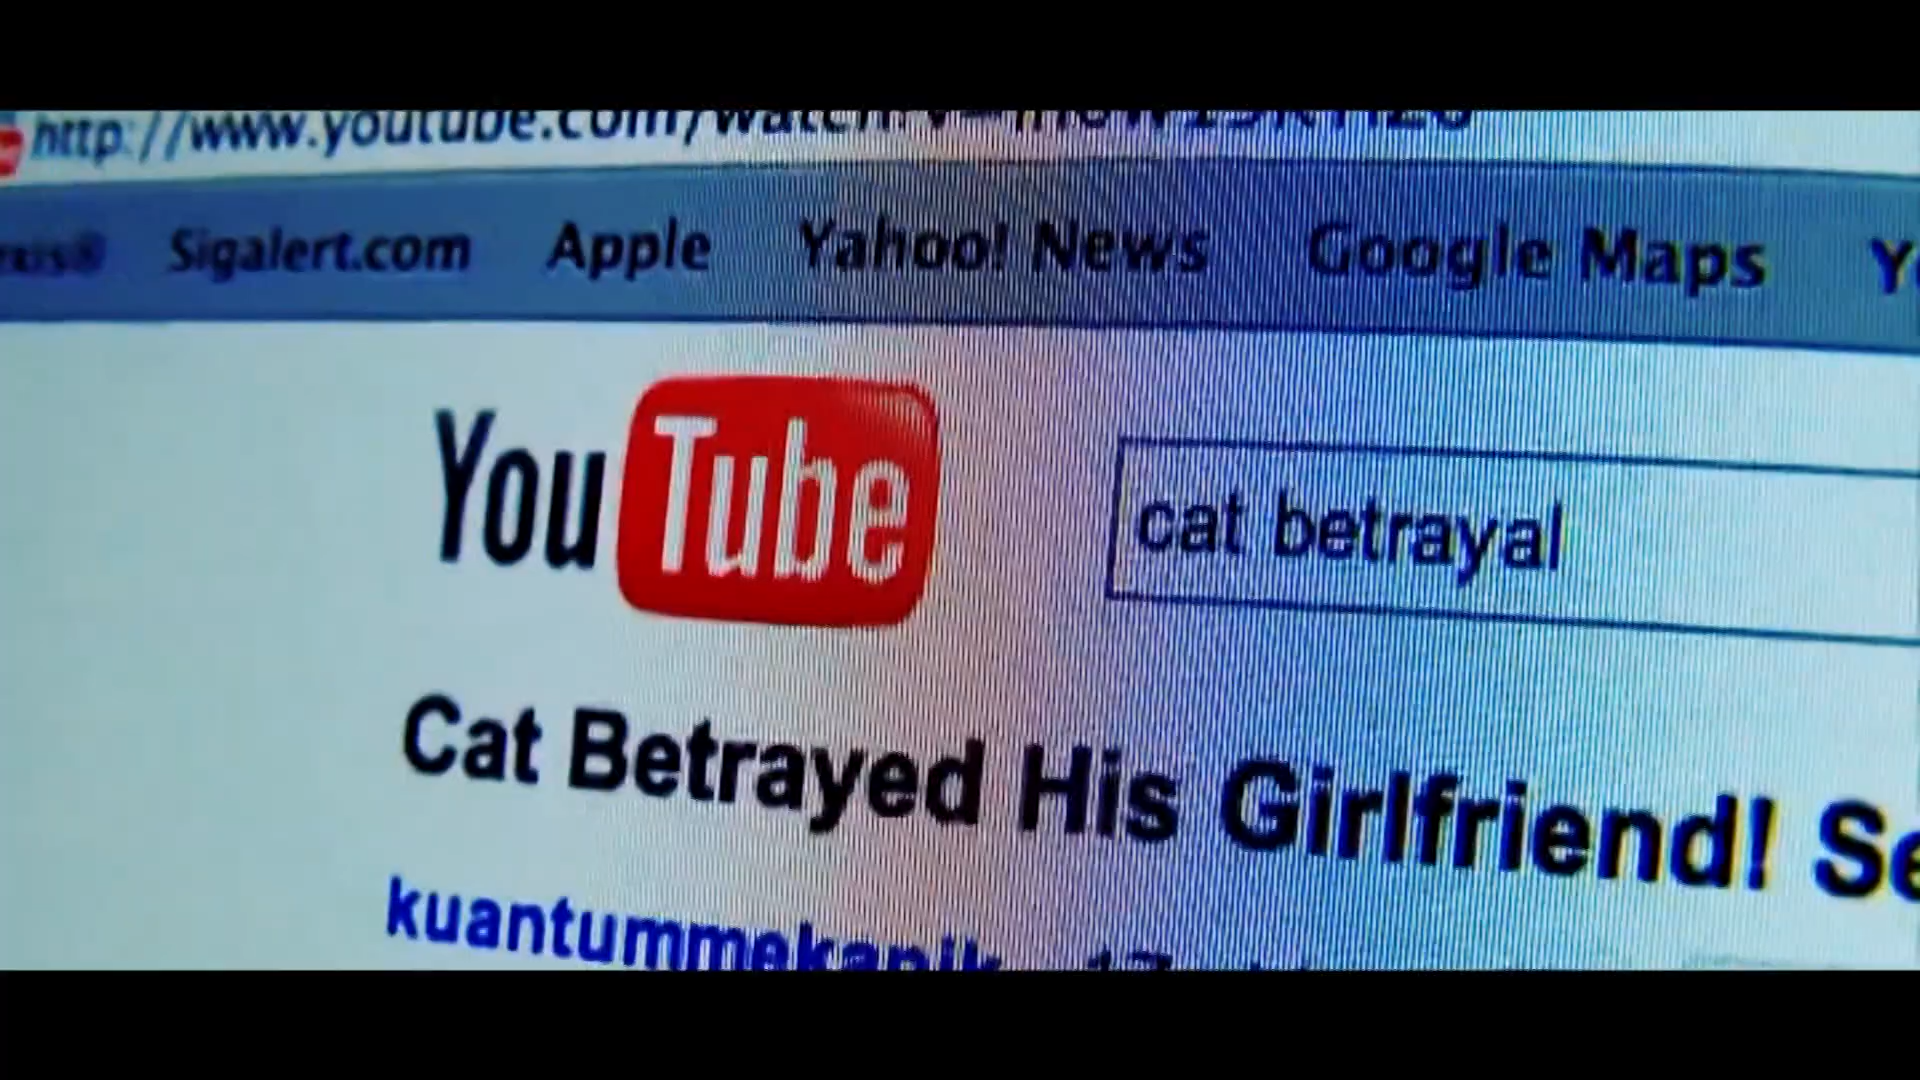 http://www.youtube.com/watch?v=
Sigalert.com Apple Yahoo! News Google Maps
YouTube cat betrayal
Cat Betrayed His Girlfriend!
kuantummekanik